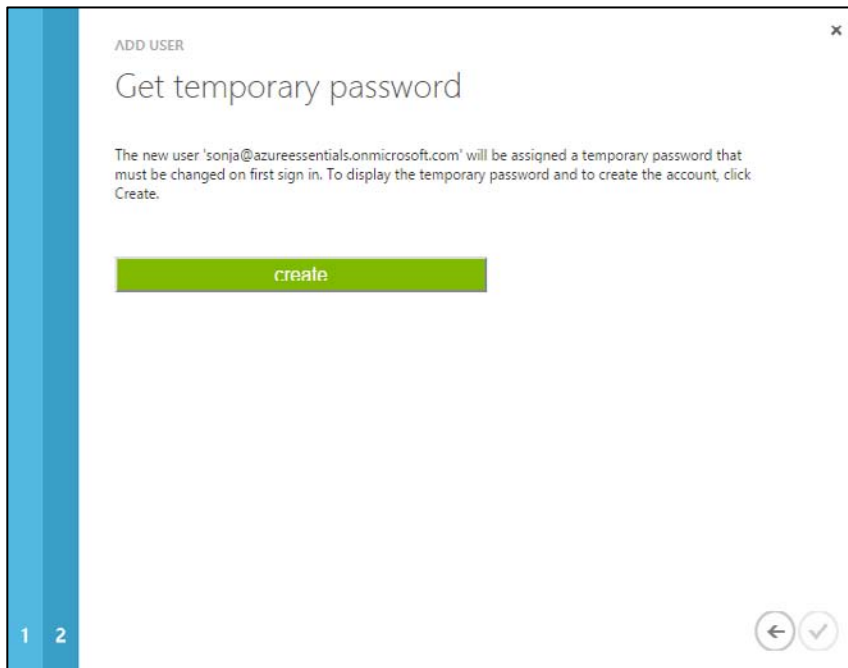 ×
ADD USER
Get temporary password
The new user 'sonja@azureessentials.onmicrosoft.com' will be assigned a temporary password that
must be changed on first sign in. To display the temporary password and to create the account, click
Create.
create
1 2